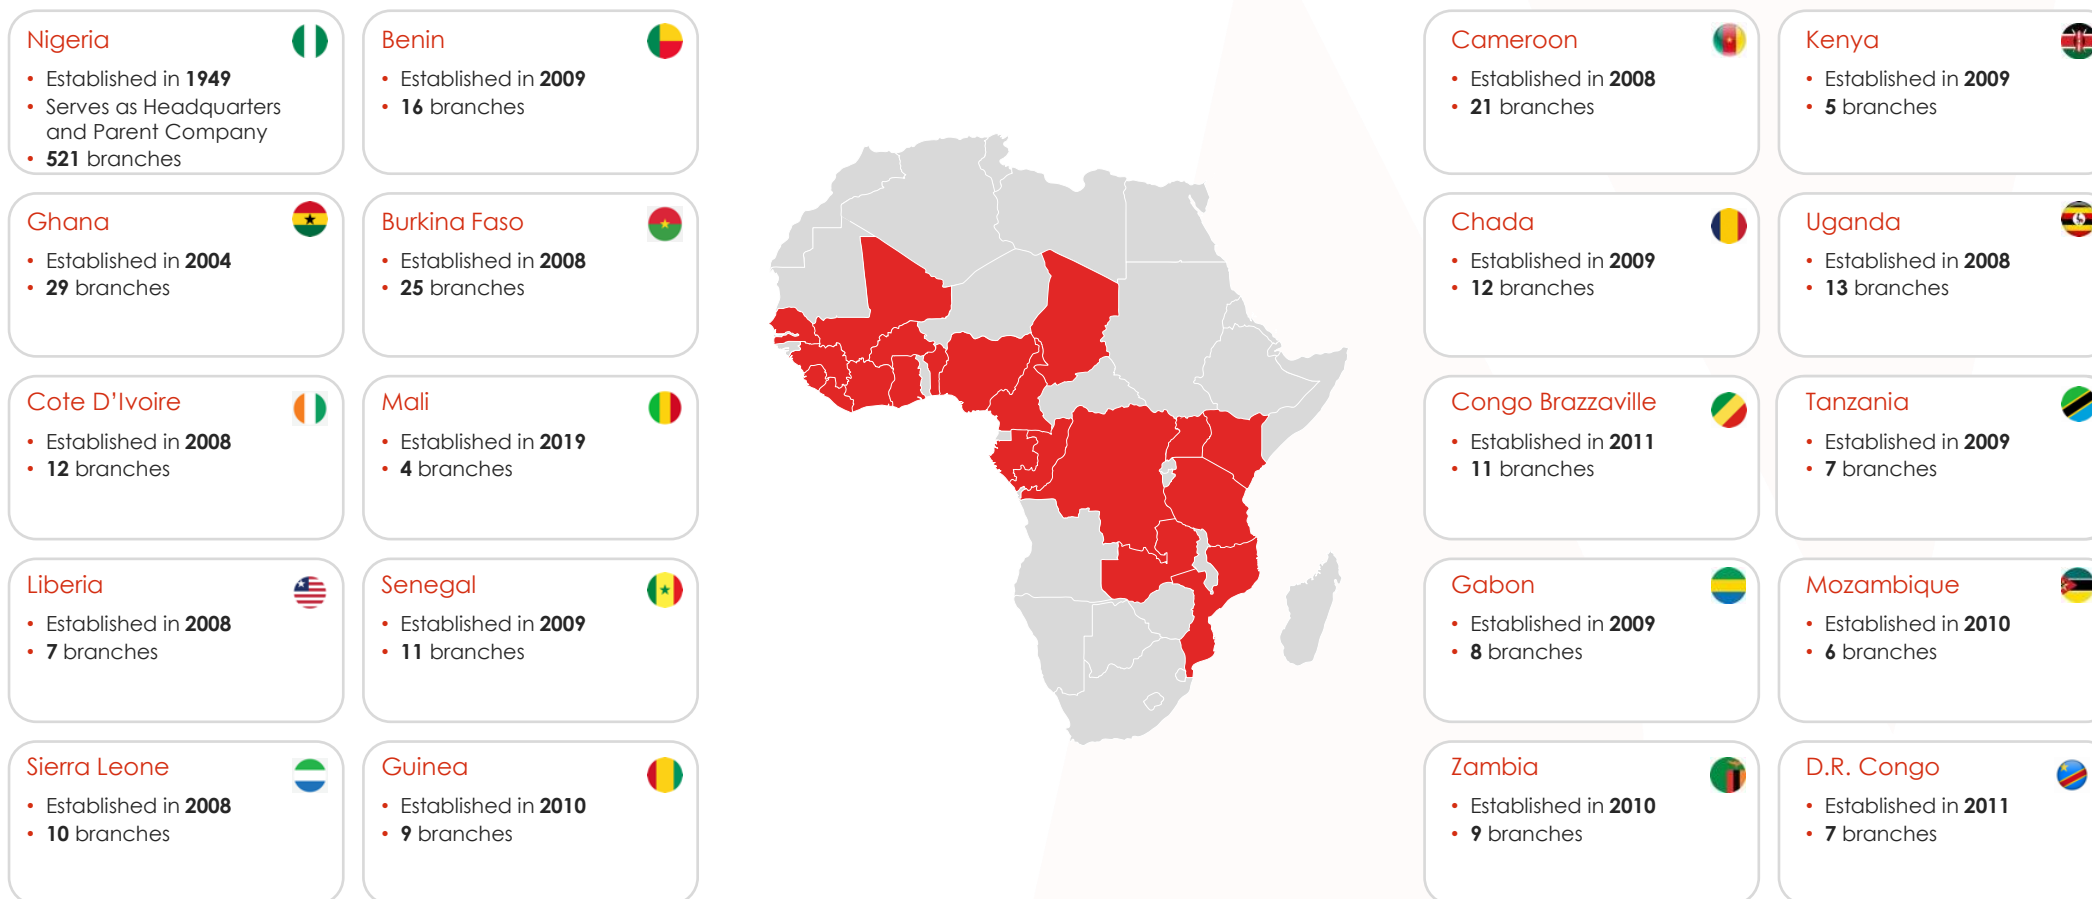 Nigeria
• Established in 1949
• Serves as Headquarters
and Parent Company
• 521 branches
Benin
• Established in 2009
• 16 branches
Ghana
• Established in 2004
• 29 branches
Burkina Faso
• Established in 2008
• 25 branches
Cote D’Ivoire
• Established in 2008
• 12 branches
Mali
• Established in 2019
• 4 branches
Liberia
• Established in 2008
• 7 branches
Senegal
• Established in 2009
• 11 branches
Sierra Leone
• Established in 2008
• 10 branches
Guinea
• Established in 2010
• 9 branches
Cameroon
• Established in 2008
• 21 branches
Kenya
• Established in 2009
• 5 branches
Chada
• Established in 2009
• 12 branches
Uganda
• Established in 2008
• 13 branches
Congo Brazzaville
• Established in 2011
• 11 branches
Tanzania
• Established in 2009
• 7 branches
Gabon
• Established in 2009
• 8 branches
Mozambique
• Established in 2010
• 6 branches
Zambia
• Established in 2010
• 9 branches
D.R. Congo
• Established in 2011
• 7 branches